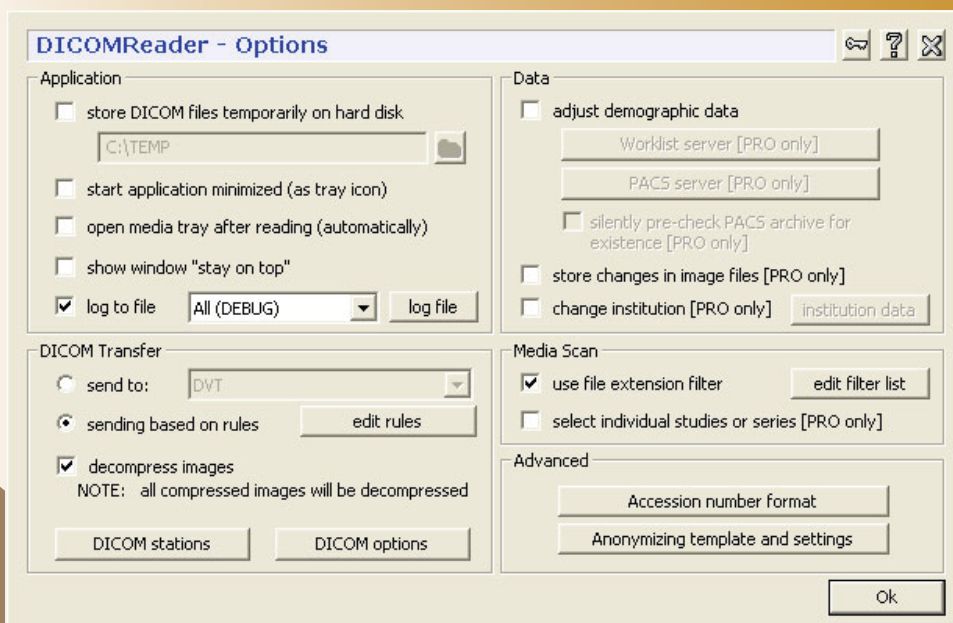 DICOMReader - Options
Application
store DICOM files temporarily on hard disk
C:\TEMP
start application minimized (as tray icon)
open media tray after reading (automatically)
show window "stay on top"
log to file
All (DEBUG)
log file
DICOM Transfer
send to:
DVT
sending based on rules
edit rules
decompress images
NOTE: all compressed images will be decompressed
DICOM stations
DICOM options
Data
adjust demographic data
Worklist server [PRO only]
PACS server [PRO only]
silently pre-check PACS archive for
existence [PRO only]
store changes in image files [PRO only]
change institution [PRO only]
institution data
Media Scan
use file extension filter
edit filter list
select individual studies or series [PRO only]
Advanced
Accession number format
Anonymizing template and settings
Ok